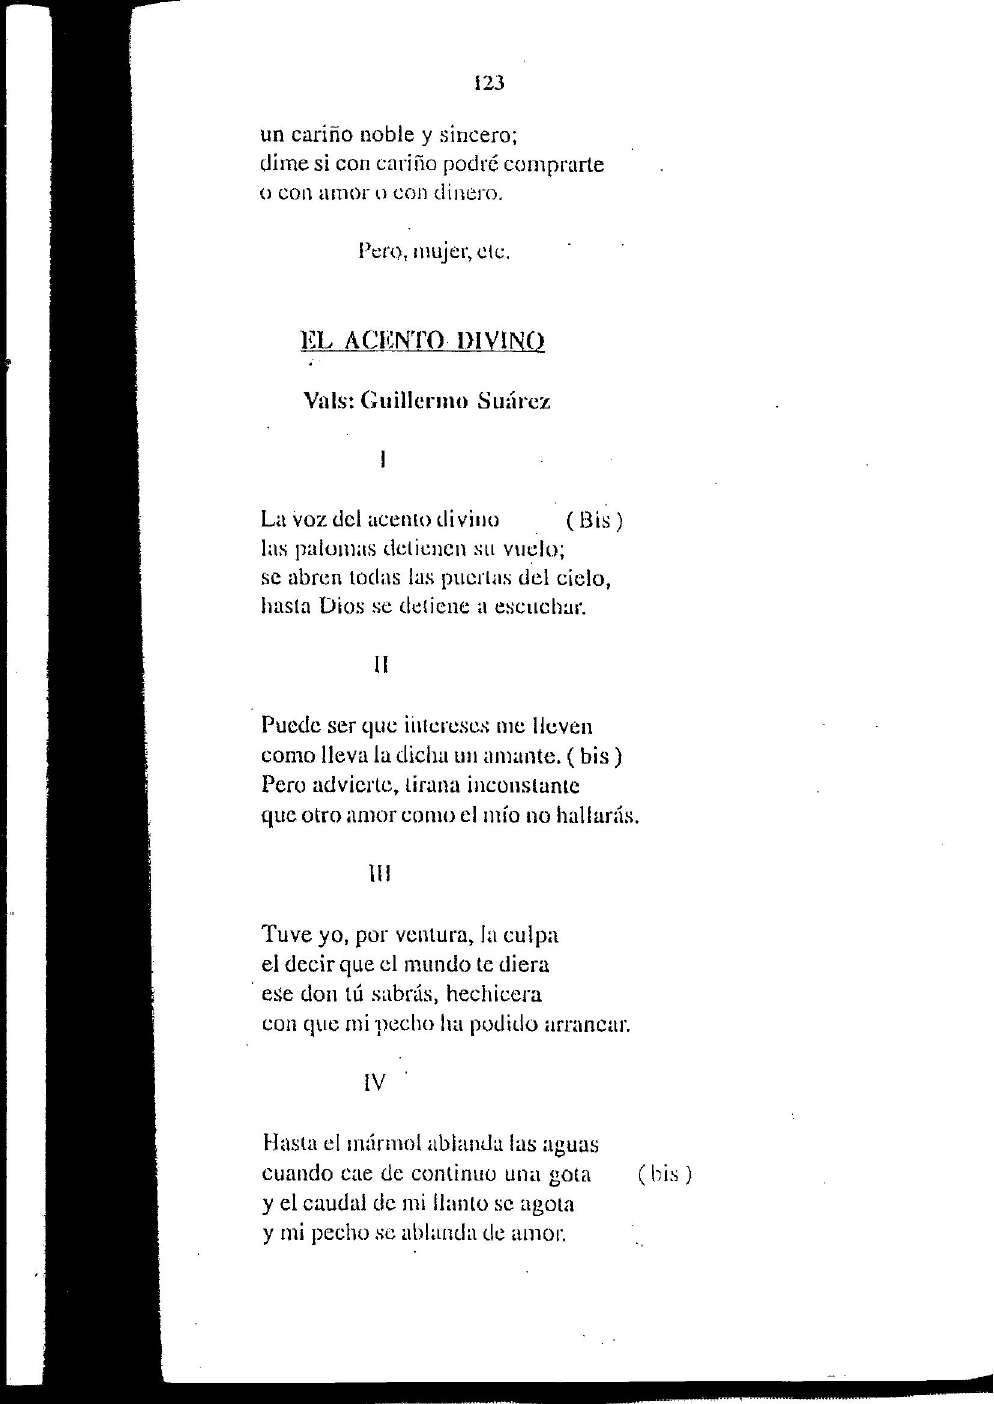 123
un cariño noble y sincero;
dime si con cariño podré comprarte
o con amor o con dinero.
Pero, mujer, etc.
EL ACENTO DIVINO
Vals: Guillermo Suárez
I
La voz del acento divino (Bis)
las palomas detienen su vuelo;
se abren todas las puertas del cielo,
hasta Dios se detiene a escuchar.
II
Puede ser que intereses me lleven
como lleva la dicha un amante. ( bis )
Pero advierte, tirana inconstante
que otro amor como el mío no hallarás.
III
Tuve yo, por ventura, la culpa
el decir que el mundo te diera
ese don tú sabrás, hechicera
con que mi pecho ha podido arrancar.
IV
Hasta el mármol ablanda las aguas
cuando cae de continuo una gota (bis)
y el caudal de mi llanto se agota
y mi pecho se ablanda de amor.